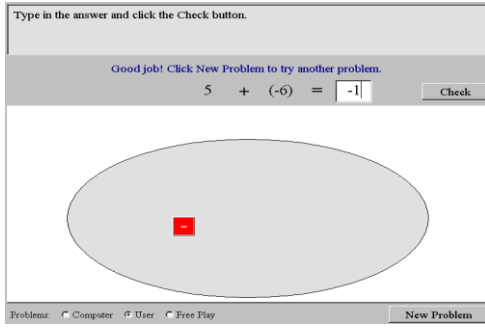 Type in the answer and click the Check button.
Good job! Click New Problem to try another problem.
5 + (-6) = -1
Check
−
Problems: Computer User Free Play
New Problem